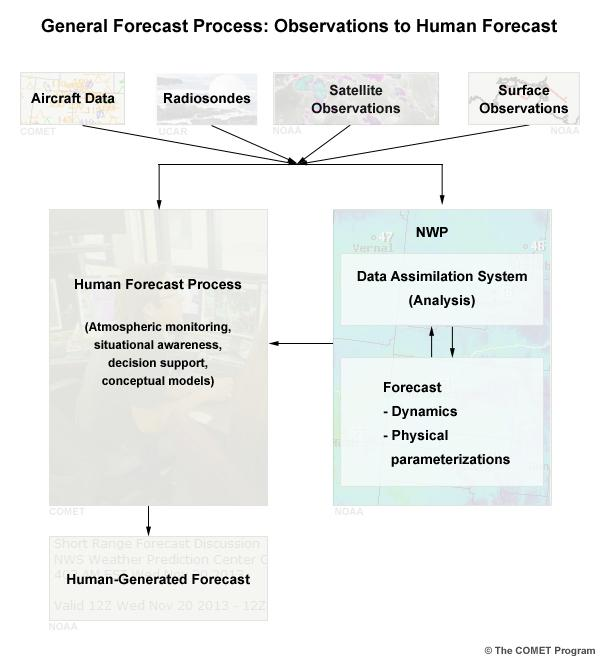 General Forecast Process: Observations to Human Forecast
Aircraft Data
Radiosondes
Satellite
Observations
Surface
Observations
COMET
UCAR
NOAA
NOAA
Human Forecast Process
(Atmospheric monitoring,
situational awareness,
decision support,
conceptual models)
COMET
NWP
47
Vernal
46
Data Assimilation System
(Analysis)
Forecast
- Dynamics
- Physical
parameterizations
NOAA
Short Range Forecast Discussion
NWS Weather Prediction Center C
Human-Generated Forecast
Valid 12Z Wed Nov 20 2013 - 12Z
NOAA
© The COMET Program